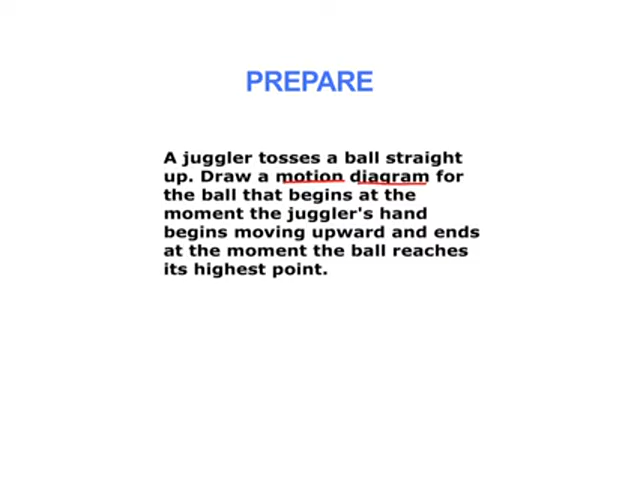 PREPARE
A juggler tosses a ball straight
up. Draw a motion diagram for
the ball that begins at the
moment the juggler's hand
begins moving upward and ends
at the moment the ball reaches
its highest point.